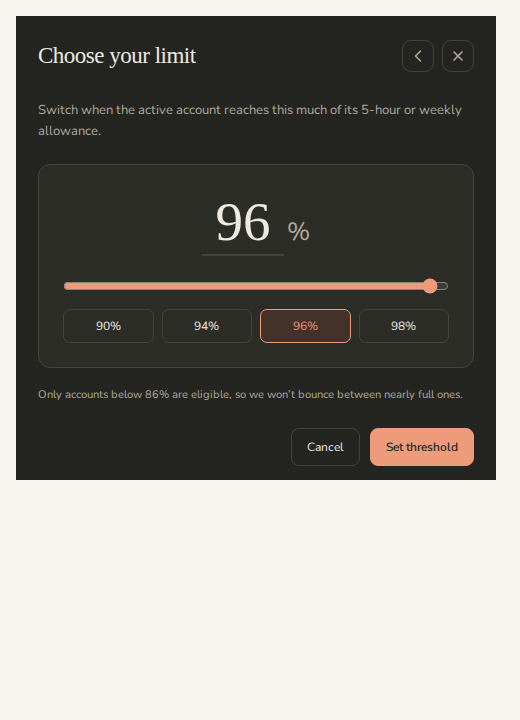 Choose your limit
Switch when the active account reaches this much of its 5-hour or weekly
allowance.
96 %
90% 94% 96% 98%
Only accounts below 86% are eligible, so we won't bounce between nearly full ones.
Cancel Set threshold